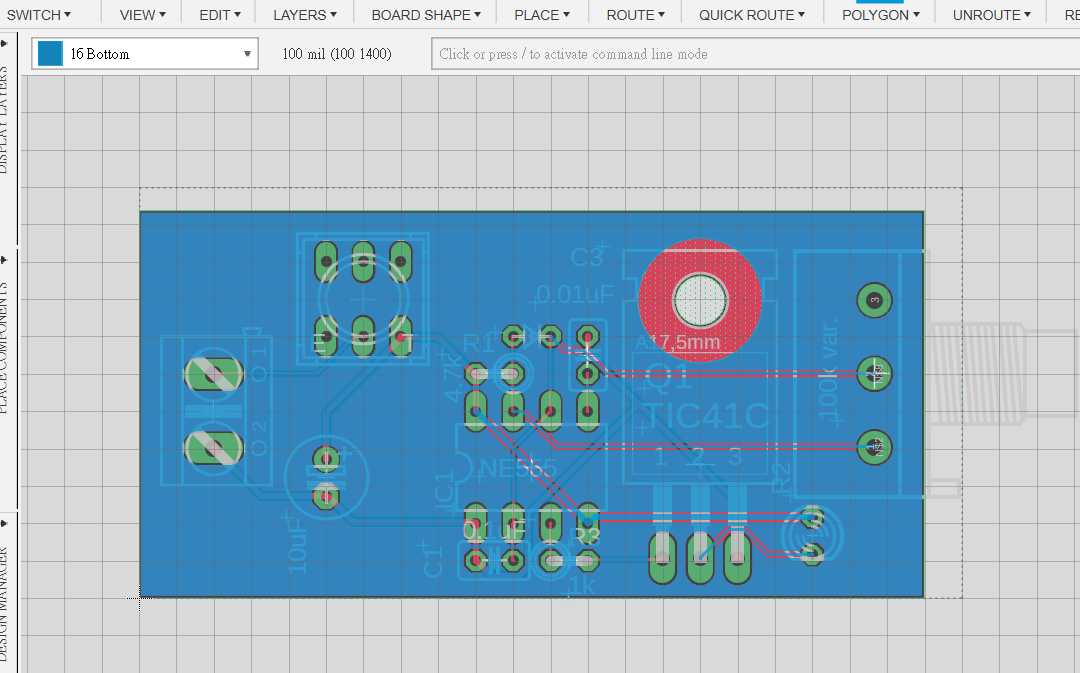 SWITCH VIEW EDIT LAYERS BOARD SHAPE PLACE ROUTE QUICK ROUTE POLYGON UNROUTE RE
16 Bottom 100 mil (100 1400) Click or press / to activate command line mode
DISPLAY LAYERS
PLACE COMPONENTS
DESIGN MANAGER
C3
0.01uF
R1
4.7k
17,5mm
Q1
TIC41C
100k var.
3
1
2
NE555
IC1
1 2 3
R2
10uF
0.1uF
R3
C1
1k